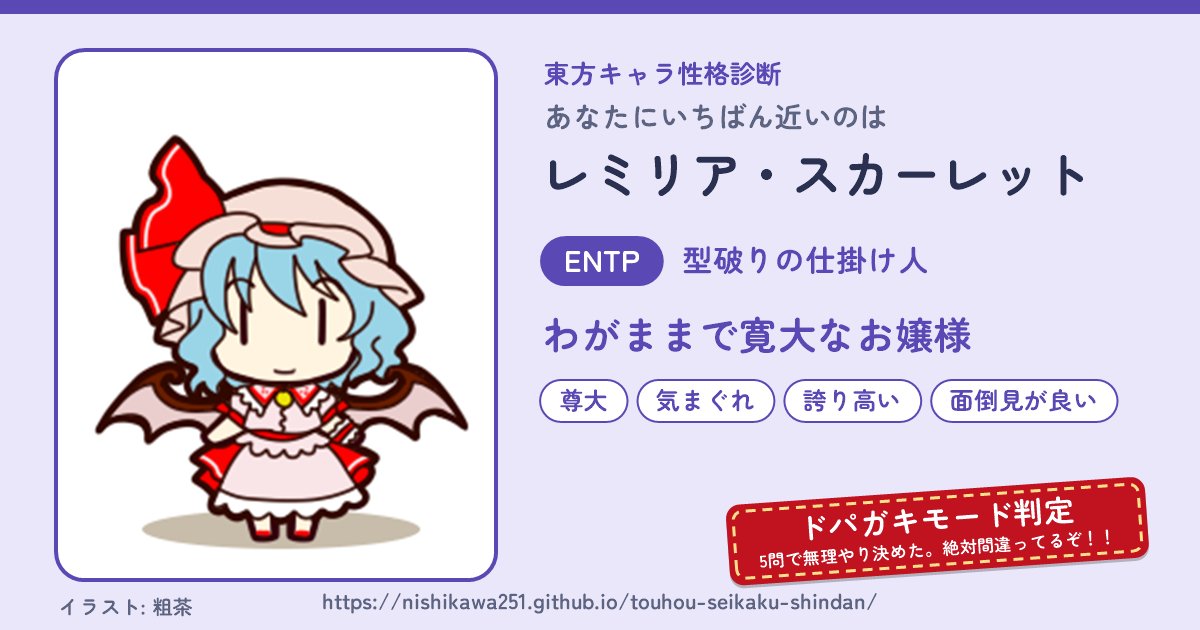 東方キャラ性格診断
あなたにいちばん近いのは
レミリア・スカーレット
ENTP 型破りの仕掛け人
わがままで寛大なお嬢様
尊大 気まぐれ 誇り高い 面倒見が良い
ドパガキモード判定
5問で無理やり決めた。絶対間違ってるぞ！！
イラスト: 粗茶 https://nishikawa251.github.io/touhou-seikaku-shindan/